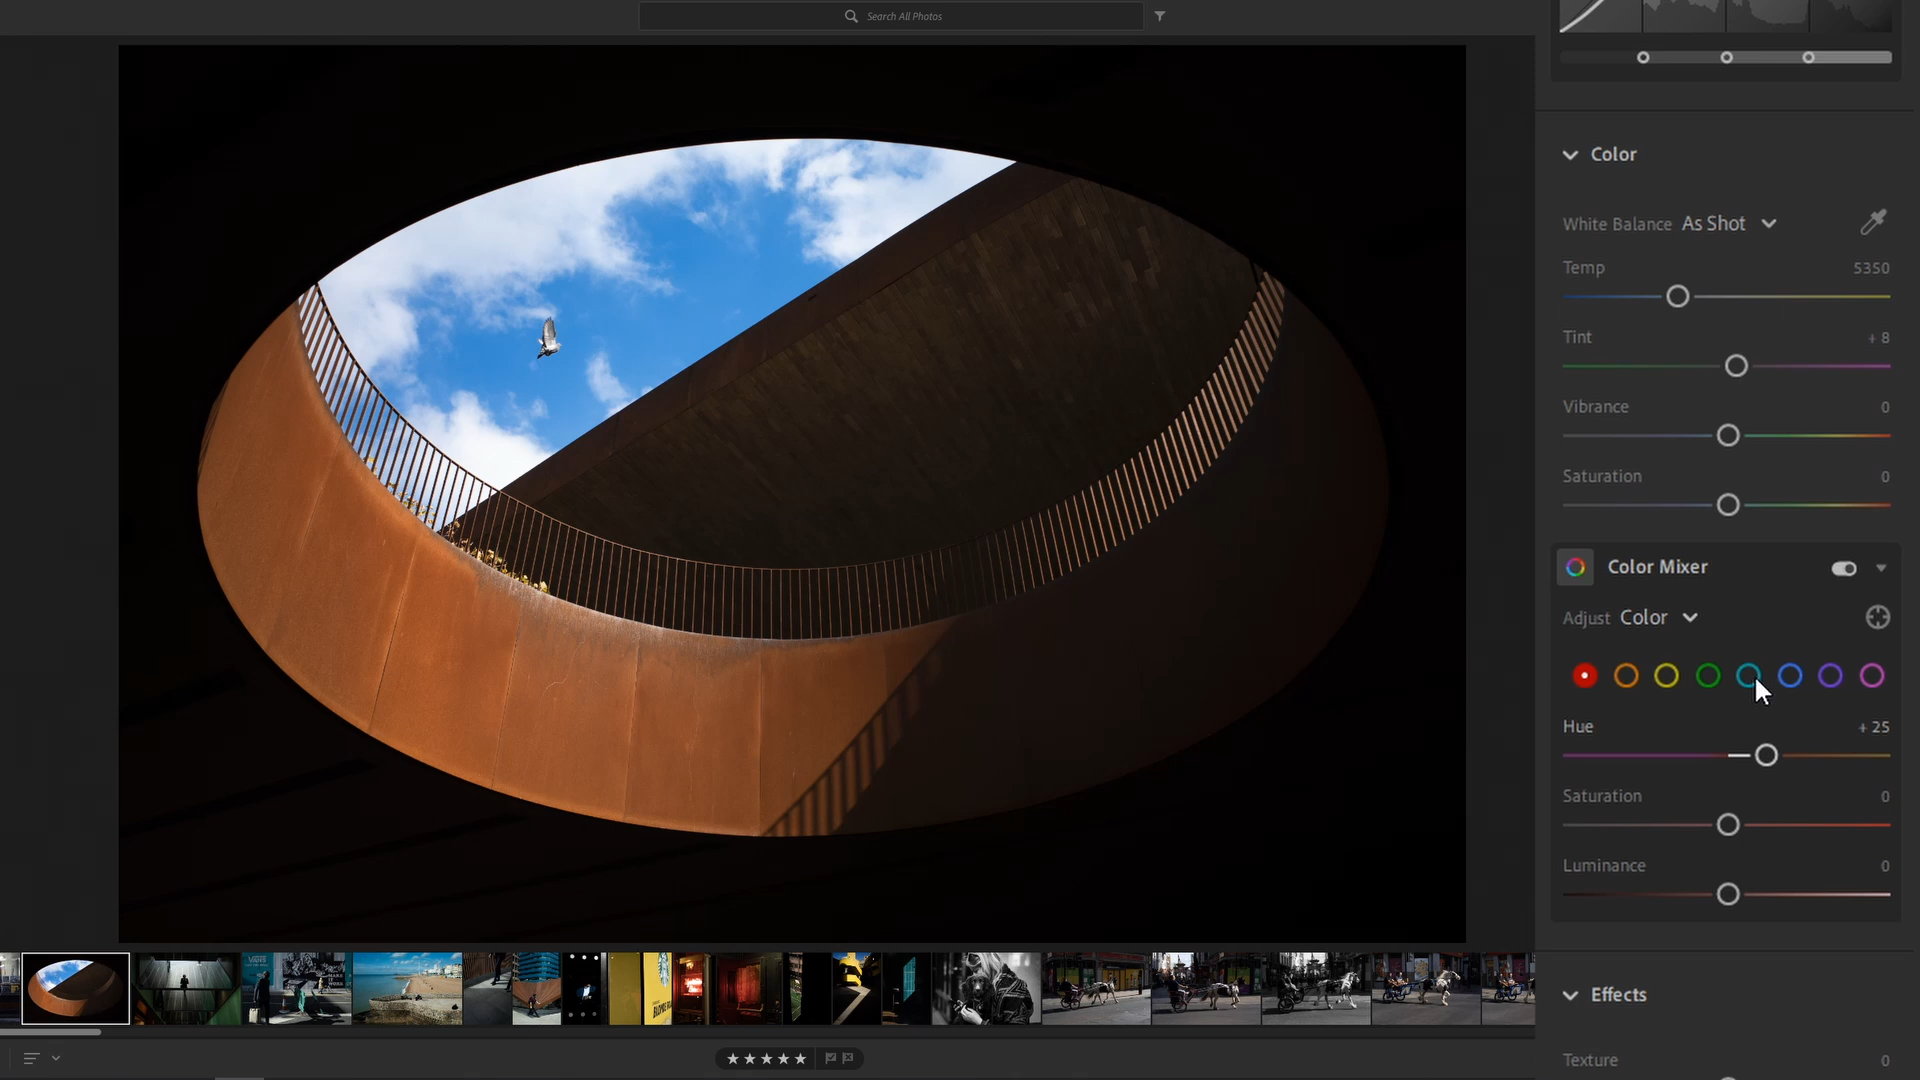 Search All Photos
Color
White Balance As Shot
Temp 5350
Tint + 8
Vibrance 0
Saturation 0
Color Mixer
Adjust Color
Hue + 25
Saturation 0
Luminance 0
Effects
Texture 0